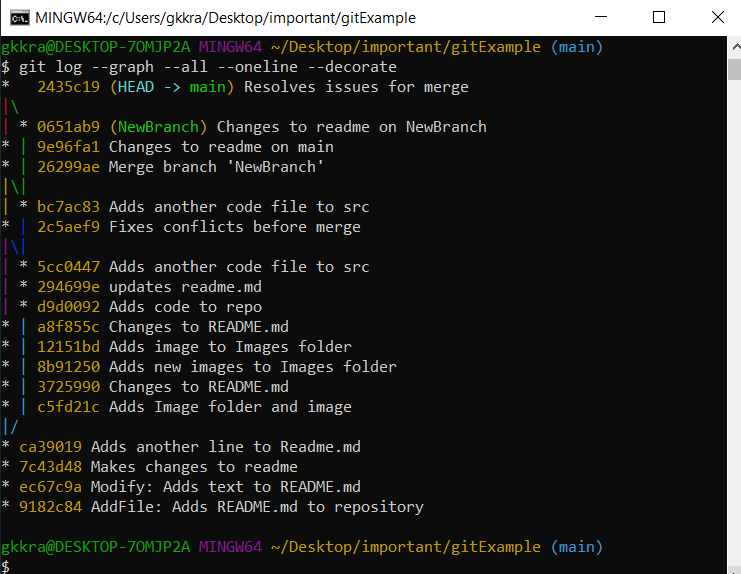 MINGW64:/c/Users/gkkra/Desktop/important/gitExample
gkkra@DESKTOP-7OMJP2A MINGW64 ~/Desktop/important/gitExample (main)
$ git log --graph --all --oneline --decorate
*   2435c19 (HEAD -> main) Resolves issues for merge
|\
| * 0651ab9 (NewBranch) Changes to readme on NewBranch
* | 9e96fa1 Changes to readme on main
* | 26299ae Merge branch 'NewBranch'
|\|
| * bc7ac83 Adds another code file to src
* | 2c5aef9 Fixes conflicts before merge
|\|
| * 5cc0447 Adds another code file to src
| * 294699e updates readme.md
| * d9d0092 Adds code to repo
* | a8f855c Changes to README.md
* | 12151bd Adds image to Images folder
* | 8b91250 Adds new images to Images folder
* | 3725990 Changes to README.md
* | c5fd21c Adds Image folder and image
|/
* ca39019 Adds another line to Readme.md
* 7c43d48 Makes changes to readme
* ec67c9a Modify: Adds text to README.md
* 9182c84 AddFile: Adds README.md to repository
gkkra@DESKTOP-7OMJP2A MINGW64 ~/Desktop/important/gitExample (main)
$